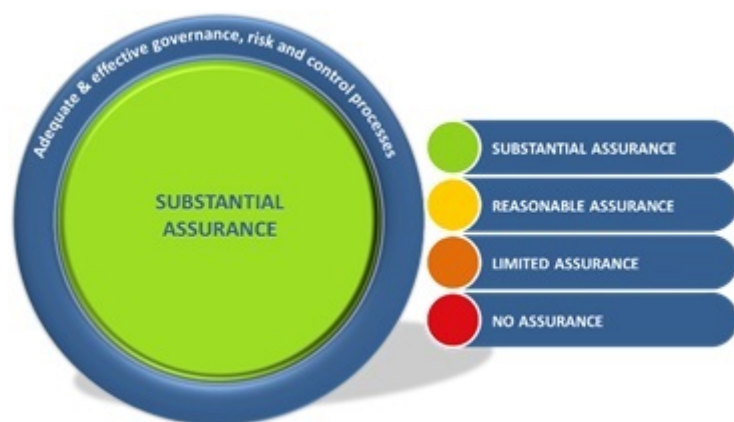 Adequate & effective governance, risk and control processes
SUBSTANTIAL
ASSURANCE
SUBSTANTIAL ASSURANCE
REASONABLE ASSURANCE
LIMITED ASSURANCE
NO ASSURANCE